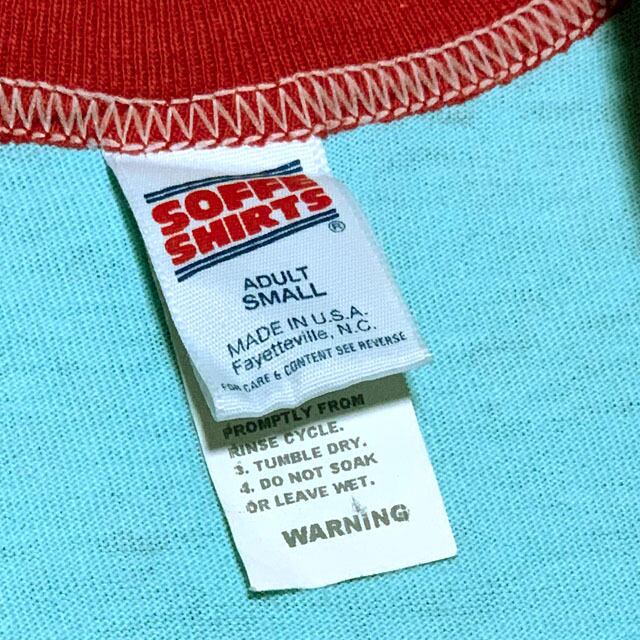 SOFFE
SHIRTS®
ADULT
SMALL
MADE IN U.S.A.
Fayetteville, N.C.
FOR CARE & CONTENT SEE REVERSE
PROMPTLY FROM
RINSE CYCLE.
3. TUMBLE DRY.
4. DO NOT SOAK
OR LEAVE WET.
WARNING